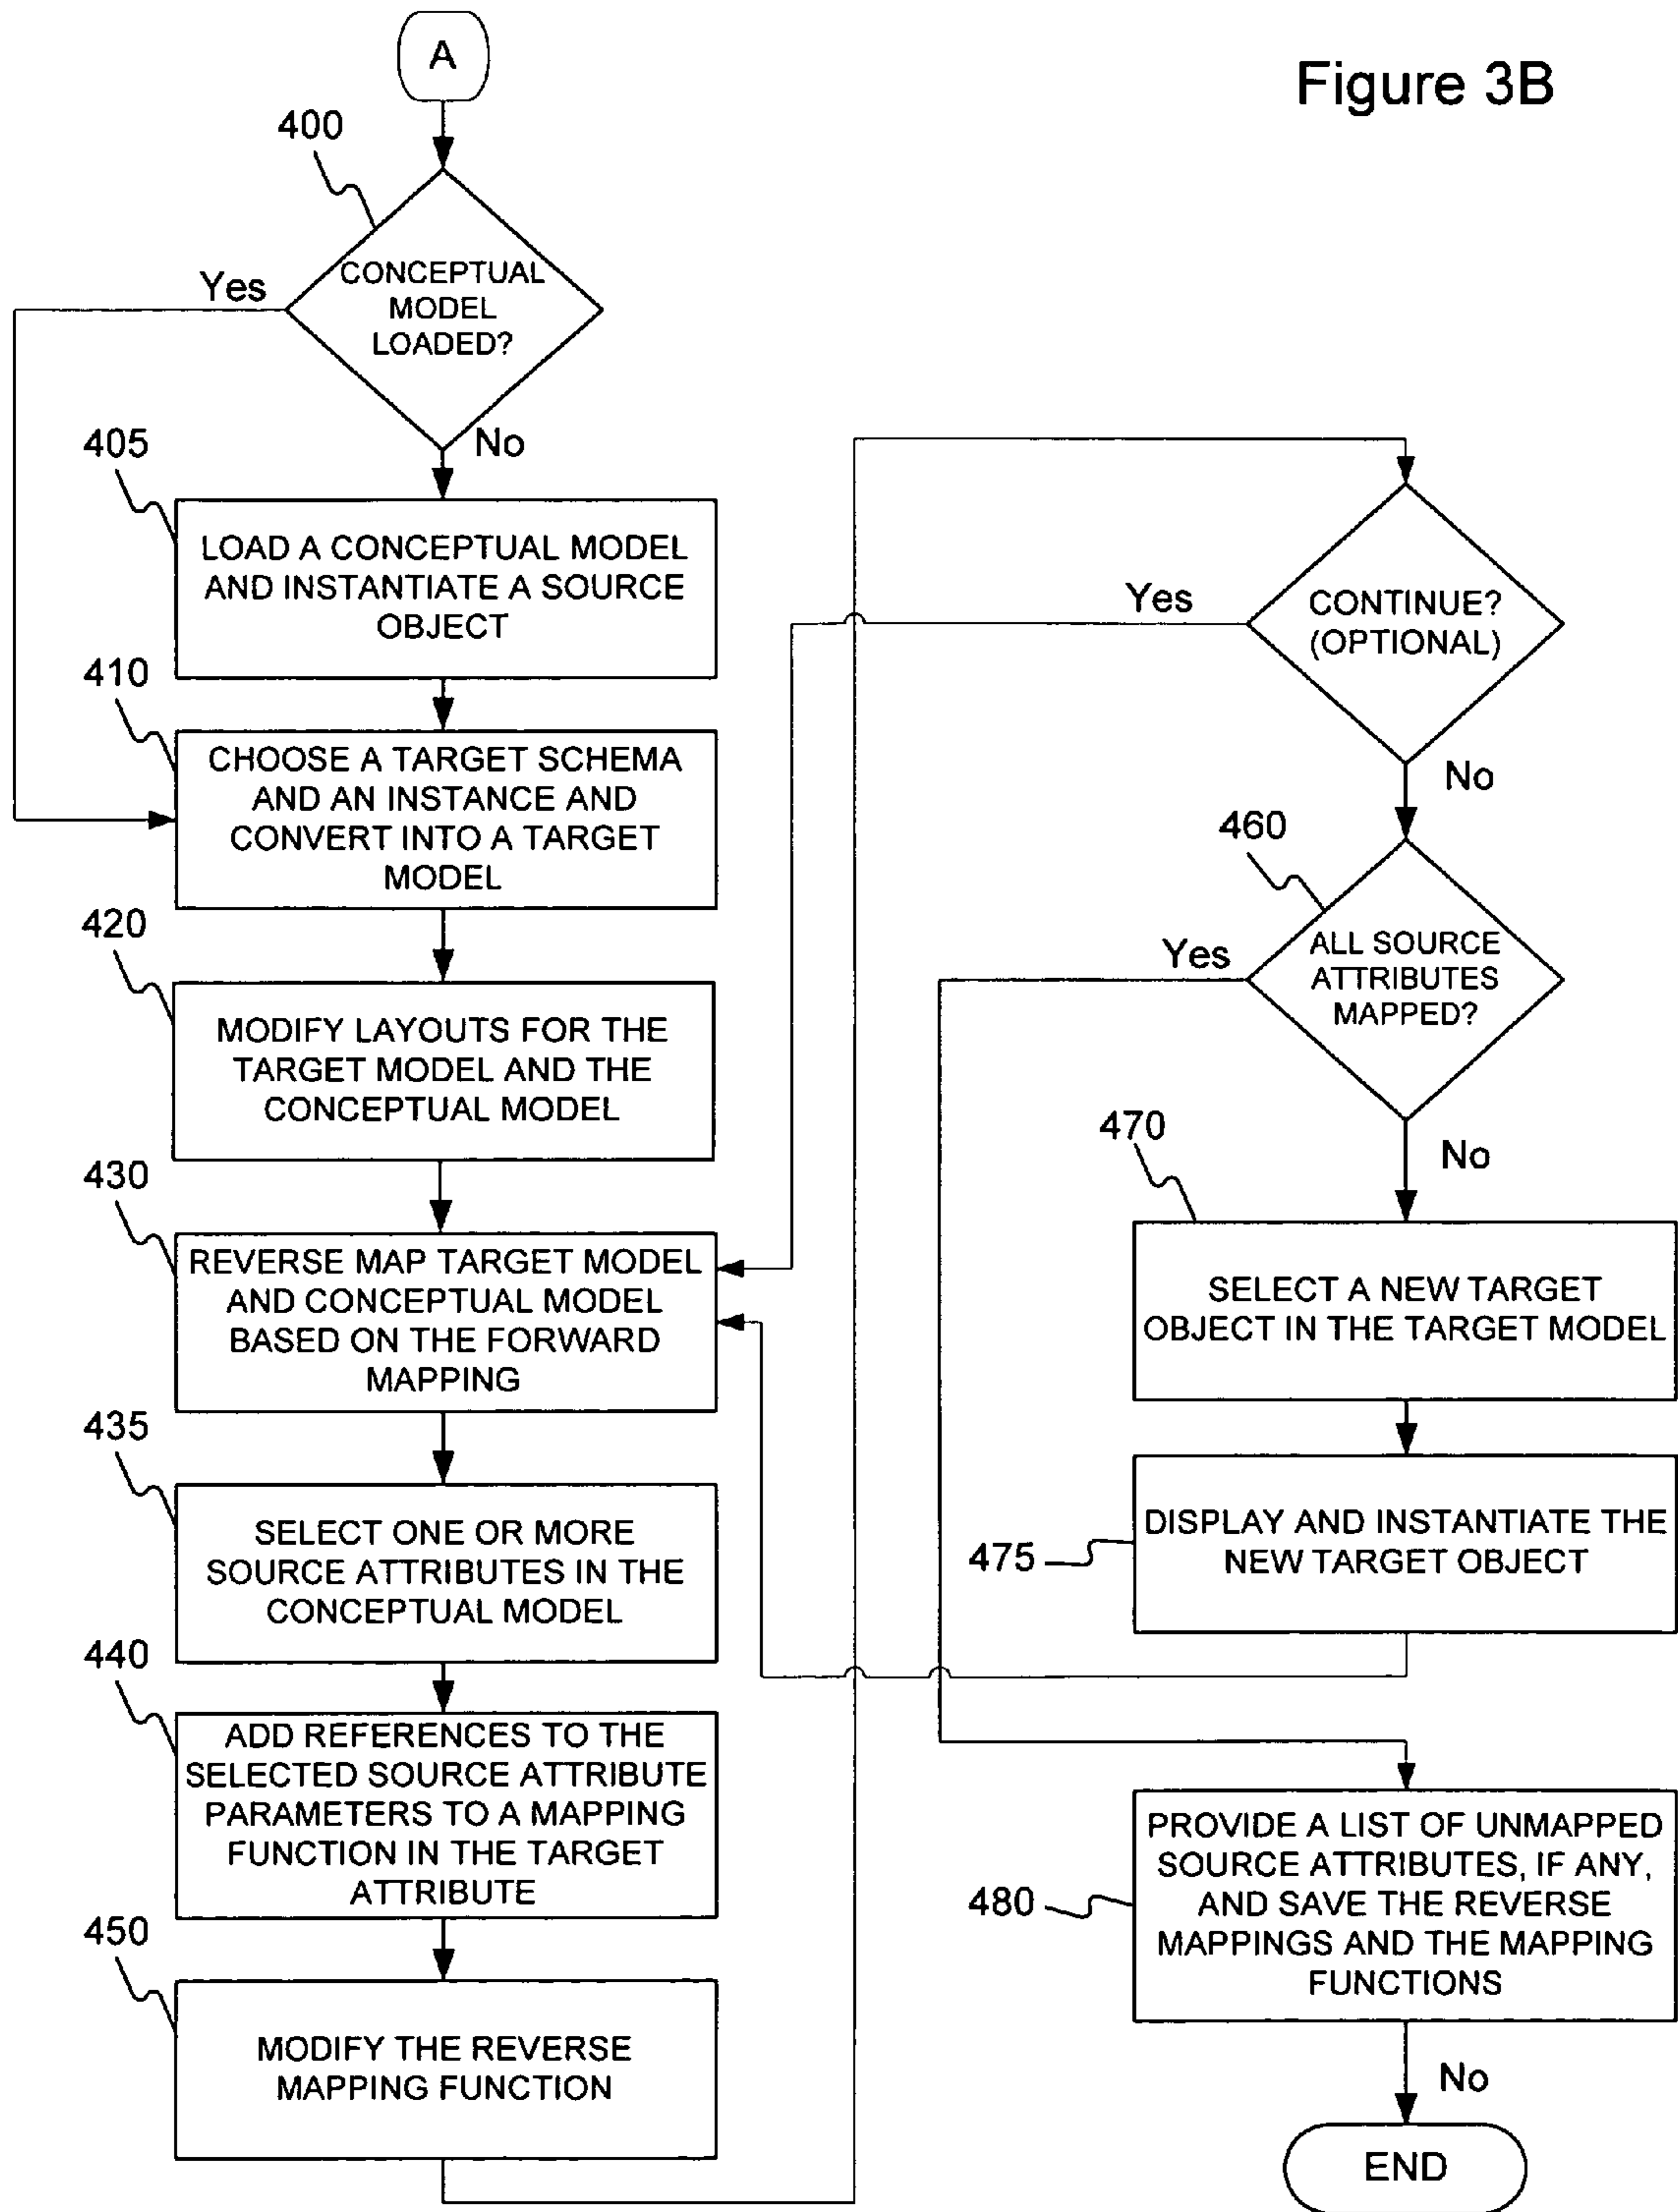 Figure 3B
A
400
CONCEPTUAL
MODEL
LOADED?
Yes
No
405
LOAD A CONCEPTUAL MODEL
AND INSTANTIATE A SOURCE
OBJECT
410
CHOOSE A TARGET SCHEMA
AND AN INSTANCE AND
CONVERT INTO A TARGET
MODEL
420
MODIFY LAYOUTS FOR THE
TARGET MODEL AND THE
CONCEPTUAL MODEL
430
REVERSE MAP TARGET MODEL
AND CONCEPTUAL MODEL
BASED ON THE FORWARD
MAPPING
435
SELECT ONE OR MORE
SOURCE ATTRIBUTES IN THE
CONCEPTUAL MODEL
440
ADD REFERENCES TO THE
SELECTED SOURCE ATTRIBUTE
PARAMETERS TO A MAPPING
FUNCTION IN THE TARGET
ATTRIBUTE
450
MODIFY THE REVERSE
MAPPING FUNCTION
CONTINUE?
(OPTIONAL)
Yes
No
460
ALL SOURCE
ATTRIBUTES
MAPPED?
Yes
No
470
SELECT A NEW TARGET
OBJECT IN THE TARGET MODEL
475
DISPLAY AND INSTANTIATE THE
NEW TARGET OBJECT
480
PROVIDE A LIST OF UNMAPPED
SOURCE ATTRIBUTES, IF ANY,
AND SAVE THE REVERSE
MAPPINGS AND THE MAPPING
FUNCTIONS
No
END